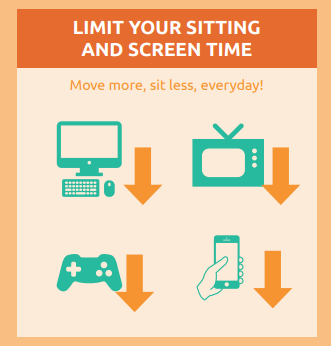 LIMIT YOUR SITTING
AND SCREEN TIME
Move more, sit less, everyday!